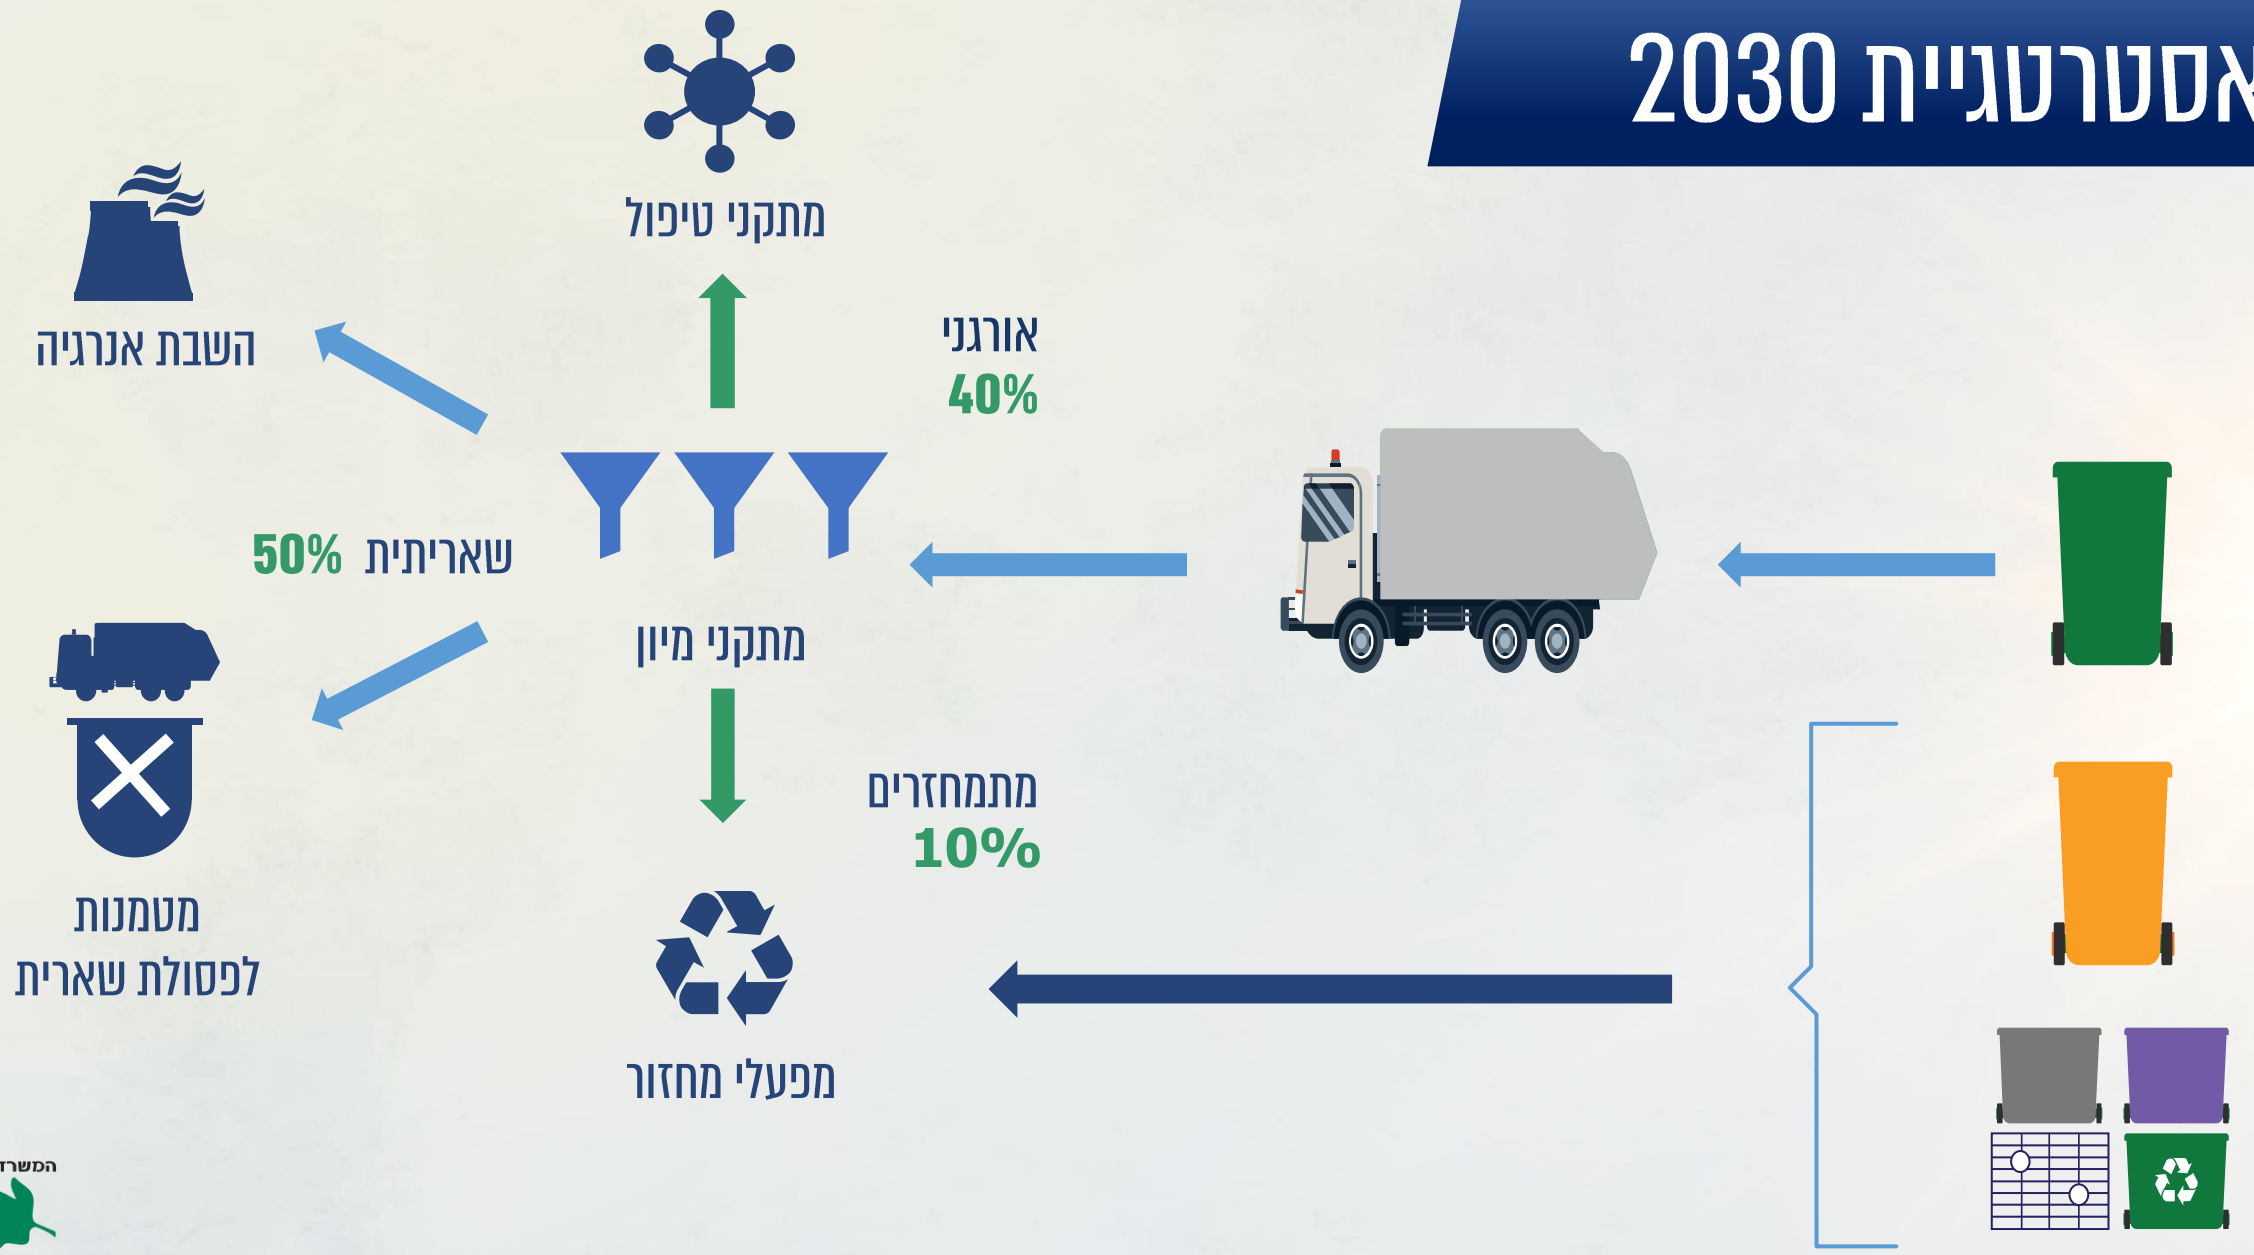 אסטרטגיית 2030
מתקני טיפול
אורגני
40%
השבת אנרגיה
שאריתית 50%
מתקני מיון
מתמחזרים
10%
מטמנות
לפסולת שארית
מפעלי מחזור
המשרד